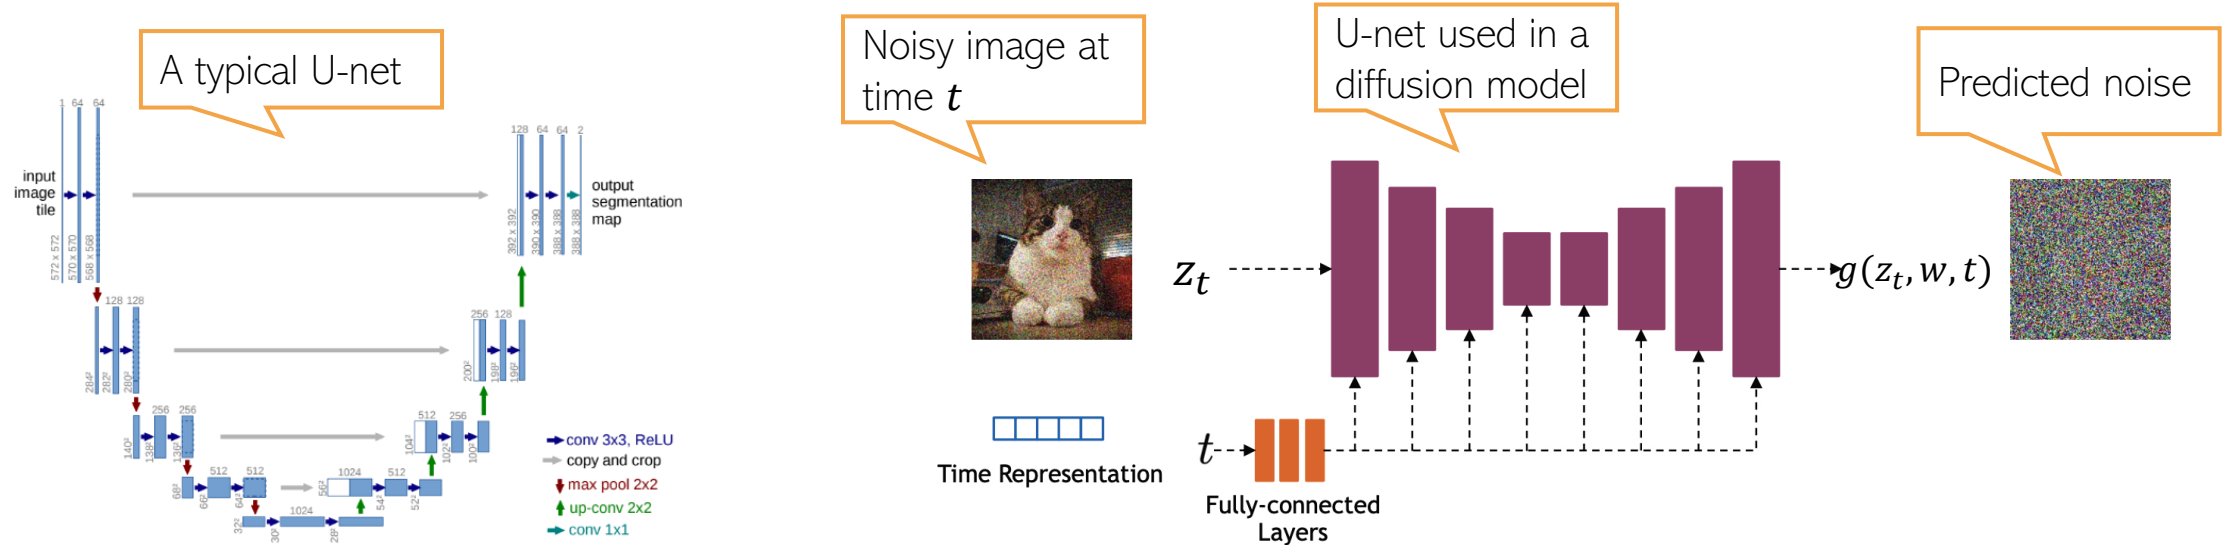 A typical U-net
1 64 64
input
image
tile
572 x 572
570 x 570
568 x 568
128 128
284²
282²
280²
256 256
140²
138²
136²
512 512
68²
66²
64²
1024
32²
30²
28²
1024 512
56²
54²
52²
512 256
104²
102²
100²
256 128
200²
198²
196²
128 64 64 2
392 x 392
390 x 390
388 x 388
388 x 388
output
segmentation
map
conv 3x3, ReLU
copy and crop
max pool 2x2
up-conv 2x2
conv 1x1
Noisy image at
time t
U-net used in a
diffusion model
Predicted noise
z_t
g(z_t, w, t)
t
Time Representation
Fully-connected
Layers